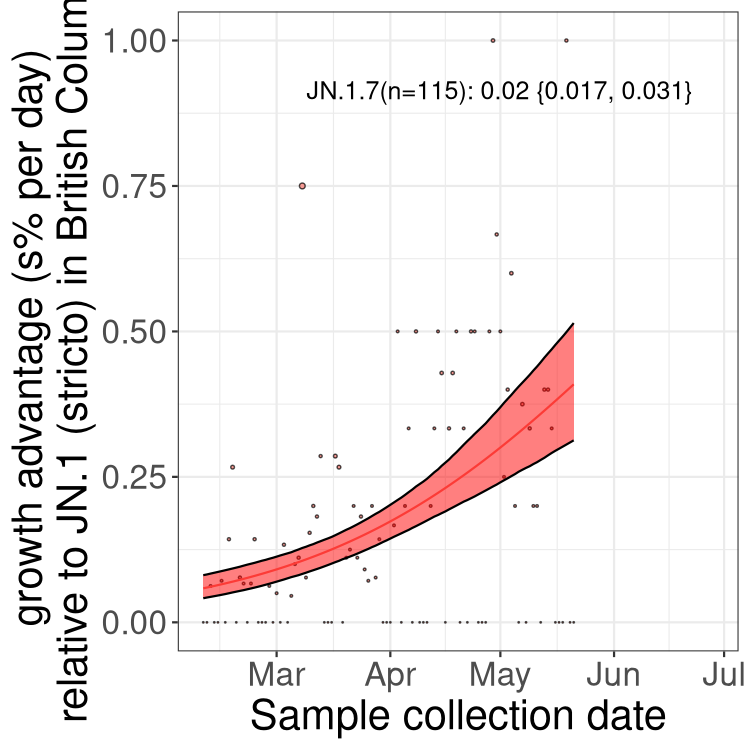 growth advantage (s% per day)
relative to JN.1 (stricto) in British Colum
1.00
0.75
0.50
0.25
0.00
JN.1.7(n=115): 0.02 {0.017, 0.031}
Mar Apr May Jun Jul
Sample collection date